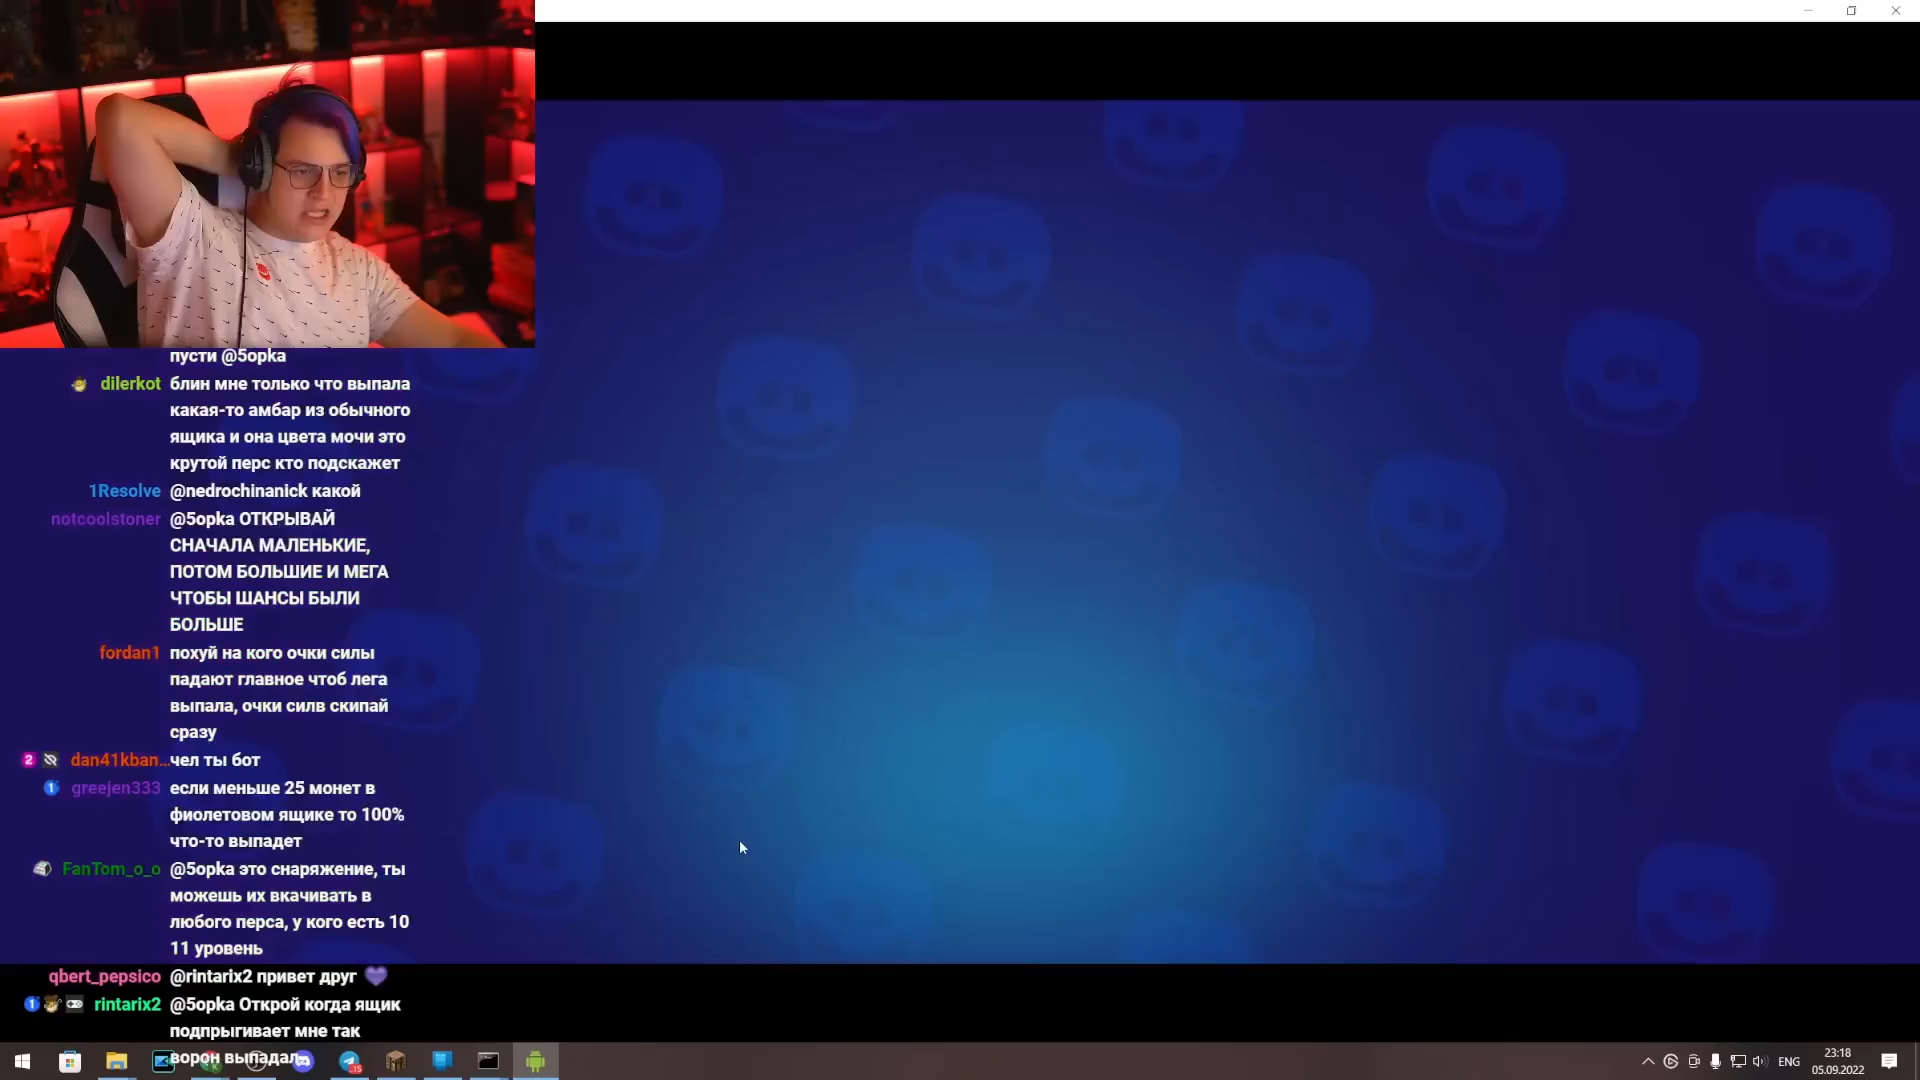 пусти @5opka
dilerkot блин мне только что выпала
какая-то амбар из обычного
ящика и она цвета мочи это
крутой перс кто подскажет
1Resolve @nedrochinanick какой
notcoolstoner @5opka ОТКРЫВАЙ
СНАЧАЛА МАЛЕНЬКИЕ,
ПОТОМ БОЛЬШИЕ И МЕГА
ЧТОБЫ ШАНСЫ БЫЛИ
БОЛЬШЕ
fordan1 похуй на кого очки силы
падают главное чтоб лега
выпала, очки силв скипай
сразу
2 dan41kban... чел ты бот
1 greejen333 если меньше 25 монет в
фиолетовом ящике то 100%
что-то выпадет
FanTom_o_o @5opka это снаряжение, ты
можешь их вкачивать в
любого перса, у кого есть 10
11 уровень
qbert_pepsico @rintarix2 привет друг
1 rintarix2 @5opka Открой когда ящик
подпрыгивает мне так
ворон выпадал
15
ENG
23:18
05.09.2022